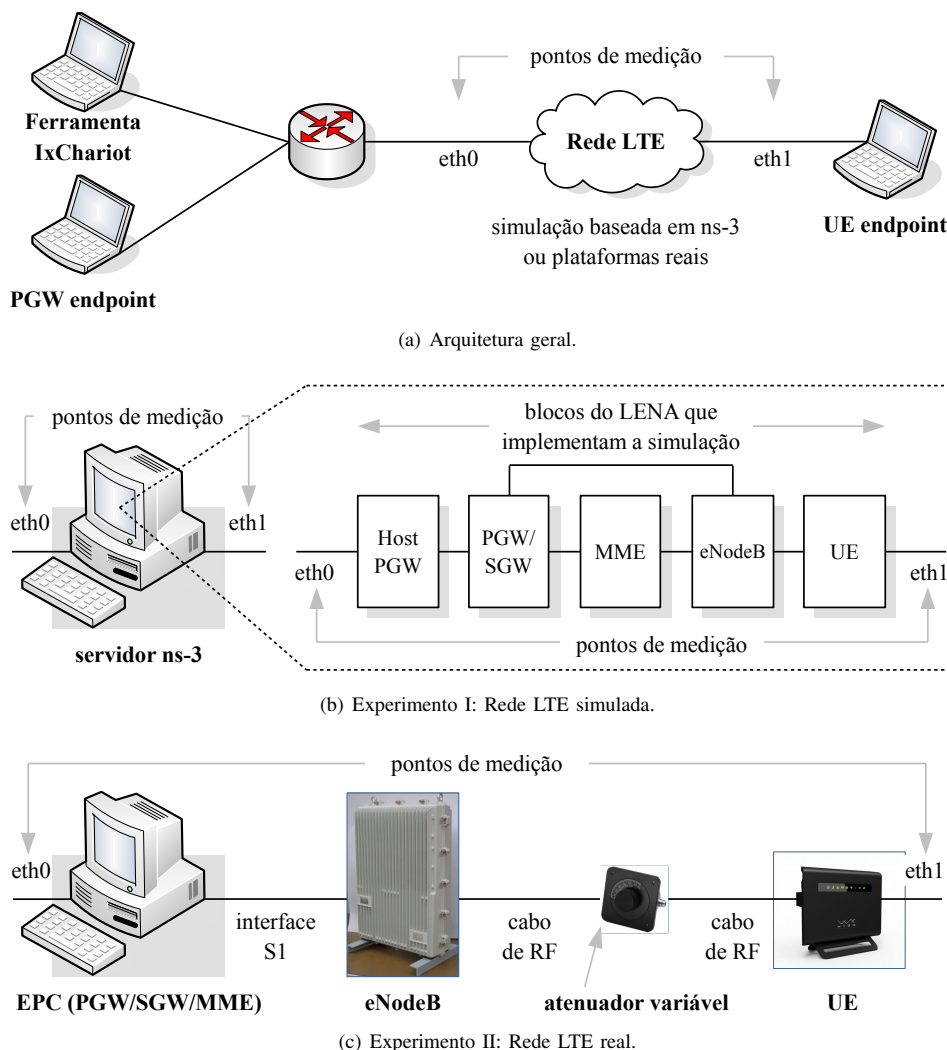 pontos de medição
Ferramenta
IxChariot
eth0
Rede LTE
eth1
simulação baseada em ns-3
ou plataformas reais
UE endpoint
PGW endpoint
(a) Arquitetura geral.
pontos de medição
eth0
eth1
servidor ns-3
blocos do LENA que
implementam a simulação
eth0
Host
PGW
PGW/
SGW
MME
eNodeB
UE
eth1
pontos de medição
(b) Experimento I: Rede LTE simulada.
pontos de medição
eth0
eth1
interface
S1
cabo
de RF
cabo
de RF
EPC (PGW/SGW/MME)
eNodeB
atenuador variável
UE
(c) Experimento II: Rede LTE real.